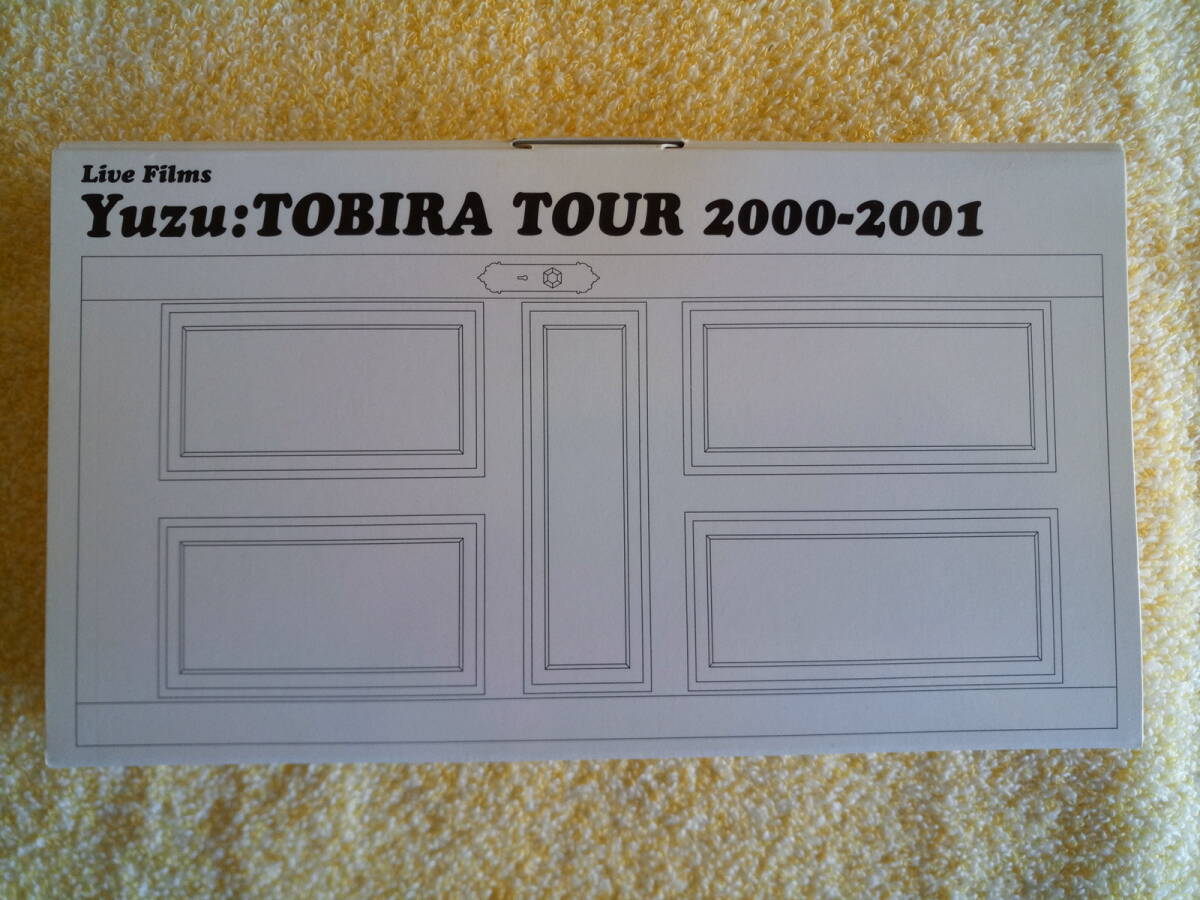 Live Films
Yuzu:TOBIRA TOUR 2000-2001